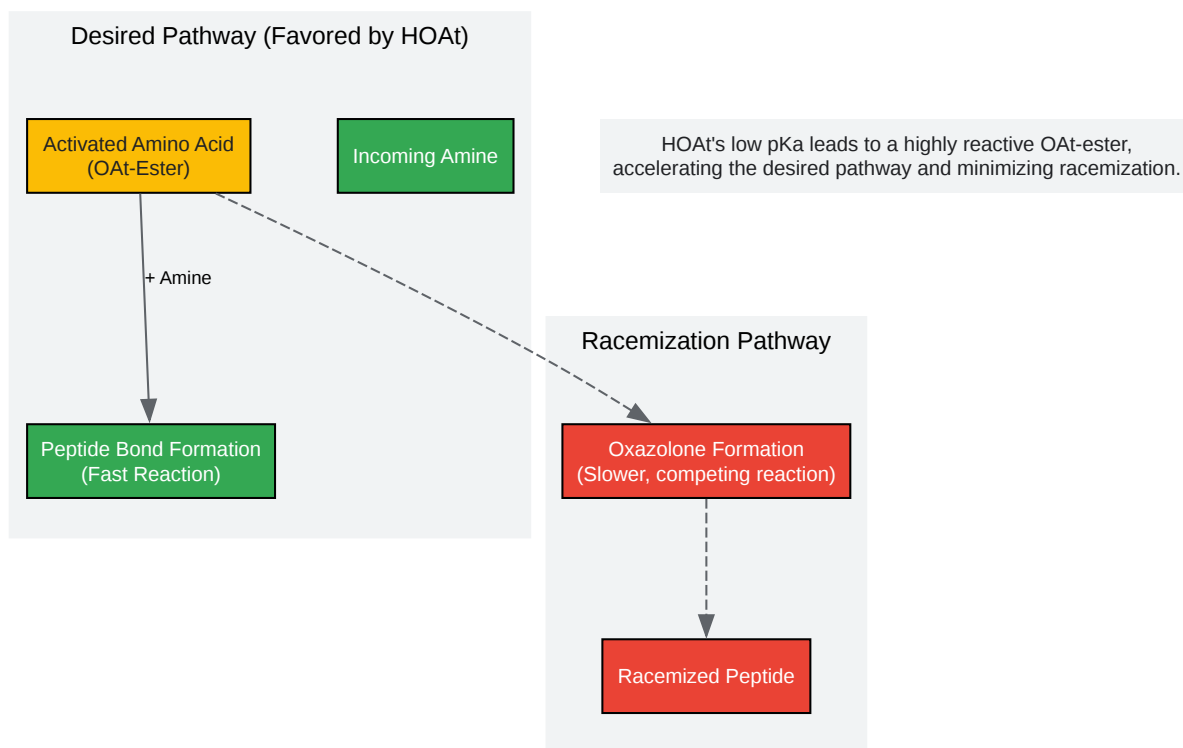 Desired Pathway (Favored by HOAt)
Activated Amino Acid
(OAt-Ester)
Incoming Amine
HOAt's low pKa leads to a highly reactive OAt-ester,
accelerating the desired pathway and minimizing racemization.
+ Amine
Racemization Pathway
Peptide Bond Formation
(Fast Reaction)
Oxazolone Formation
(Slower, competing reaction)
Racemized Peptide